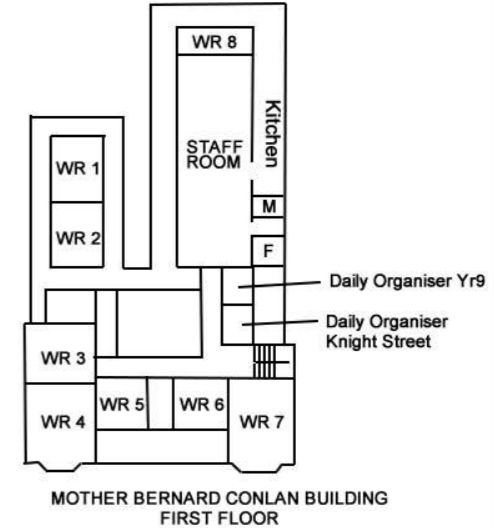 WR 8
Kitchen
STAFF
ROOM
WR 1
M
WR 2
F
Daily Organiser Yr9
Daily Organiser
Knight Street
WR 3
WR 5
WR 6
WR 4
WR 7
MOTHER BERNARD CONLAN BUILDING
FIRST FLOOR